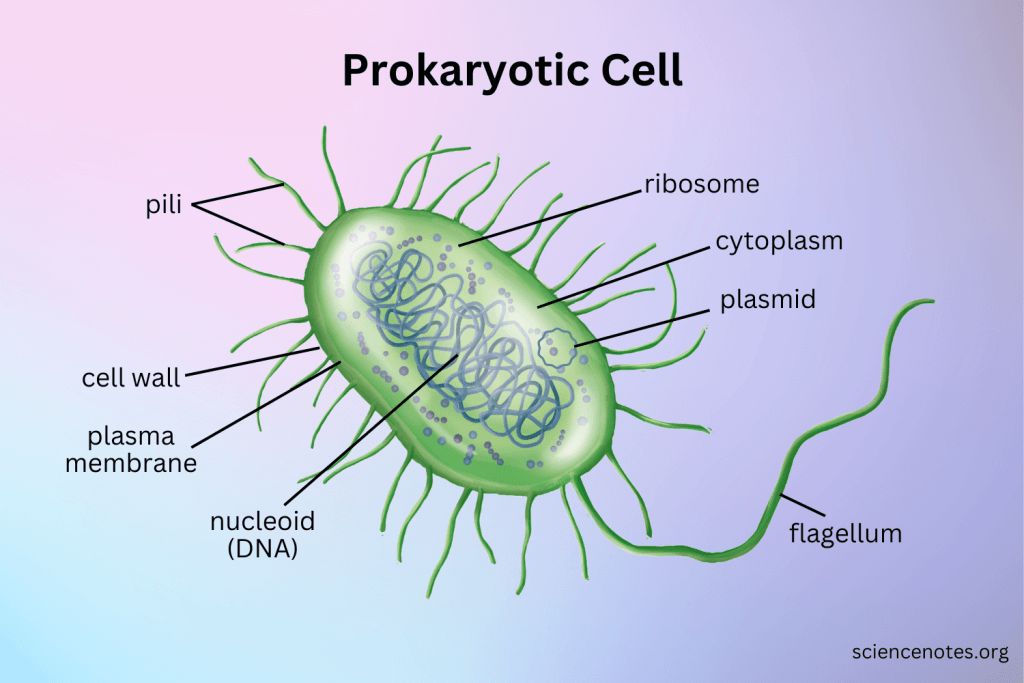 Prokaryotic Cell
pili
ribosome
cytoplasm
plasmid
cell wall
plasma
membrane
nucleoid
(DNA)
flagellum
sciencenotes.org